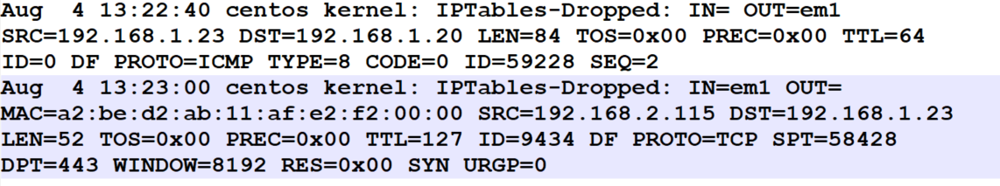 Aug  4 13:22:40 centos kernel: IPTables-Dropped: IN= OUT=em1
SRC=192.168.1.23 DST=192.168.1.20 LEN=84 TOS=0x00 PREC=0x00 TTL=64
ID=0 DF PROTO=ICMP TYPE=8 CODE=0 ID=59228 SEQ=2
Aug  4 13:23:00 centos kernel: IPTables-Dropped: IN=em1 OUT=
MAC=a2:be:d2:ab:11:af:e2:f2:00:00 SRC=192.168.2.115 DST=192.168.1.23
LEN=52 TOS=0x00 PREC=0x00 TTL=127 ID=9434 DF PROTO=TCP SPT=58428
DPT=443 WINDOW=8192 RES=0x00 SYN URGP=0